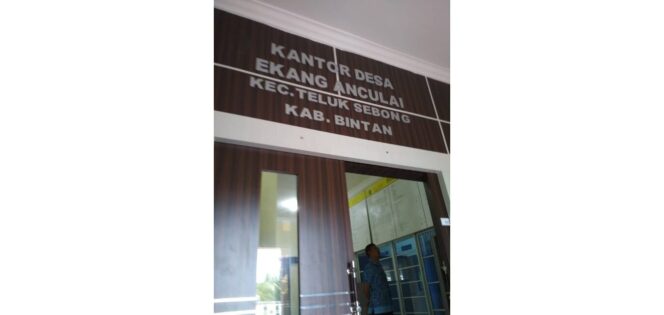 KANTOR DESA
EKANG ANCULAI
KEC.TELUK SEBONG
KAB. BINTAN